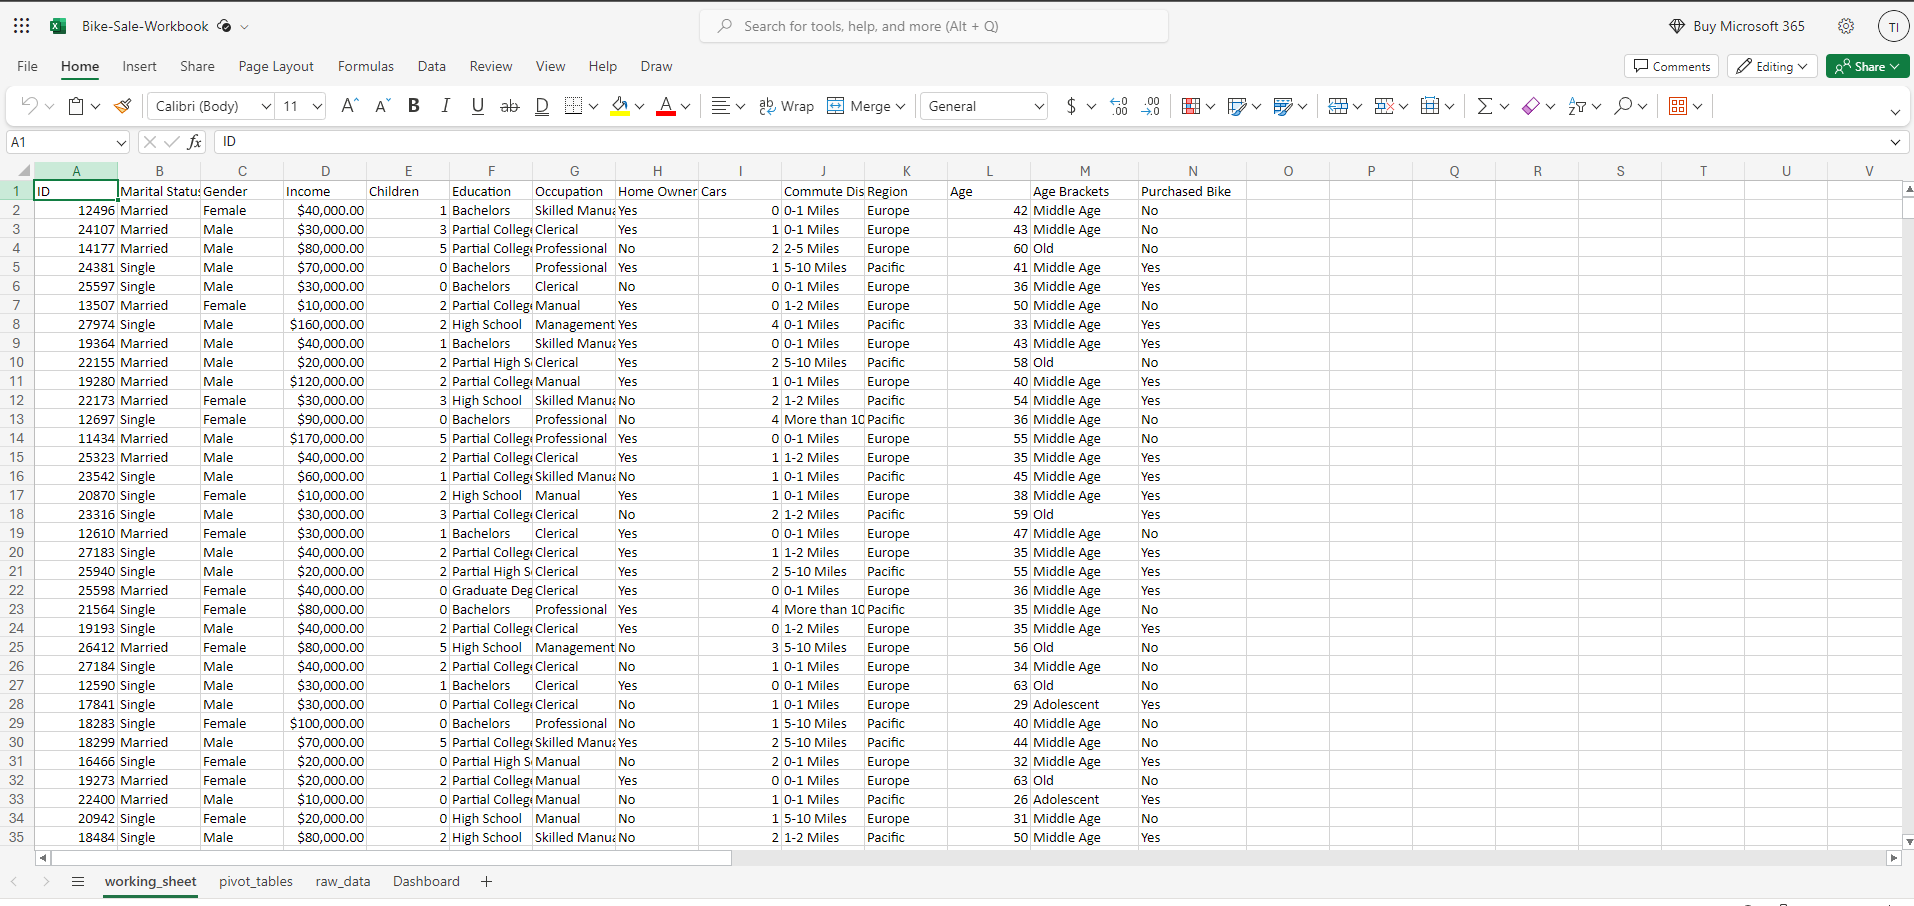 Bike-Sale-Workbook
Search for tools, help, and more (Alt + Q)
Buy Microsoft 365
TI
File Home Insert Share Page Layout Formulas Data Review View Help Draw
Comments Editing Share
Calibri (Body) 11 A A B I U ab D A Wrap Merge General $
A1 fx ID
A B C D E F G H I J K L M N O P Q R S T U V
1 ID Marital Status Gender Income Children Education Occupation Home Owner Cars Commute Dis Region Age Age Brackets Purchased Bike
2 12496 Married Female $40,000.00 1 Bachelors Skilled Manua Yes 0 0-1 Miles Europe 42 Middle Age No
3 24107 Married Male $30,000.00 3 Partial College Clerical Yes 1 0-1 Miles Europe 43 Middle Age No
4 14177 Married Male $80,000.00 5 Partial College Professional No 2 2-5 Miles Europe 60 Old No
5 24381 Single Male $70,000.00 0 Bachelors Professional Yes 1 5-10 Miles Pacific 41 Middle Age Yes
6 25597 Single Male $30,000.00 0 Bachelors Clerical No 0 0-1 Miles Europe 36 Middle Age Yes
7 13507 Married Female $10,000.00 2 Partial College Manual Yes 0 1-2 Miles Europe 50 Middle Age No
8 27974 Single Male $160,000.00 2 High School Management Yes 4 0-1 Miles Pacific 33 Middle Age Yes
9 19364 Married Male $40,000.00 1 Bachelors Skilled Manua Yes 0 0-1 Miles Europe 43 Middle Age Yes
10 22155 Married Male $20,000.00 2 Partial High S Clerical Yes 2 5-10 Miles Pacific 58 Old No
11 19280 Married Male $120,000.00 2 Partial College Manual Yes 1 0-1 Miles Europe 40 Middle Age Yes
12 22173 Married Female $30,000.00 3 High School Skilled Manua No 2 1-2 Miles Pacific 54 Middle Age Yes
13 12697 Single Female $90,000.00 0 Bachelors Professional No 4 More than 10 Pacific 36 Middle Age No
14 11434 Married Male $170,000.00 5 Partial College Professional Yes 0 0-1 Miles Europe 55 Middle Age No
15 25323 Married Male $40,000.00 2 Partial College Clerical Yes 1 1-2 Miles Europe 35 Middle Age Yes
16 23542 Single Male $60,000.00 1 Partial College Skilled Manua No 1 0-1 Miles Pacific 45 Middle Age Yes
17 20870 Single Female $10,000.00 2 High School Manual Yes 1 0-1 Miles Europe 38 Middle Age Yes
18 23316 Single Male $30,000.00 3 Partial College Clerical No 2 1-2 Miles Pacific 59 Old Yes
19 12610 Married Female $30,000.00 1 Bachelors Clerical Yes 0 0-1 Miles Europe 47 Middle Age No
20 27183 Single Male $40,000.00 2 Partial College Clerical Yes 1 1-2 Miles Europe 35 Middle Age Yes
21 25940 Single Male $20,000.00 2 Partial High S Clerical Yes 2 5-10 Miles Pacific 55 Middle Age Yes
22 25598 Married Female $40,000.00 0 Graduate Deg Clerical Yes 0 0-1 Miles Europe 36 Middle Age Yes
23 21564 Single Female $80,000.00 0 Bachelors Professional Yes 4 More than 10 Pacific 35 Middle Age No
24 19193 Single Male $40,000.00 2 Partial College Clerical Yes 0 1-2 Miles Europe 35 Middle Age Yes
25 26412 Married Female $80,000.00 5 High School Management No 3 5-10 Miles Europe 56 Old No
26 27184 Single Male $40,000.00 2 Partial College Clerical No 1 0-1 Miles Europe 34 Middle Age No
27 12590 Single Male $30,000.00 1 Bachelors Clerical Yes 0 0-1 Miles Europe 63 Old No
28 17841 Single Male $30,000.00 0 Partial College Clerical No 1 0-1 Miles Europe 29 Adolescent Yes
29 18283 Single Female $100,000.00 0 Bachelors Professional No 1 5-10 Miles Pacific 40 Middle Age No
30 18299 Married Male $70,000.00 5 Partial College Skilled Manua Yes 2 5-10 Miles Pacific 44 Middle Age No
31 16466 Single Female $20,000.00 0 Partial High S Manual No 2 0-1 Miles Europe 32 Middle Age Yes
32 19273 Married Female $20,000.00 2 Partial College Manual Yes 0 0-1 Miles Europe 63 Old No
33 22400 Married Male $10,000.00 0 Partial College Manual No 1 0-1 Miles Pacific 26 Adolescent Yes
34 20942 Single Female $20,000.00 0 High School Manual No 1 5-10 Miles Europe 31 Middle Age No
35 18484 Single Male $80,000.00 2 High School Skilled Manua No 2 1-2 Miles Pacific 50 Middle Age Yes
working_sheet pivot_tables raw_data Dashboard